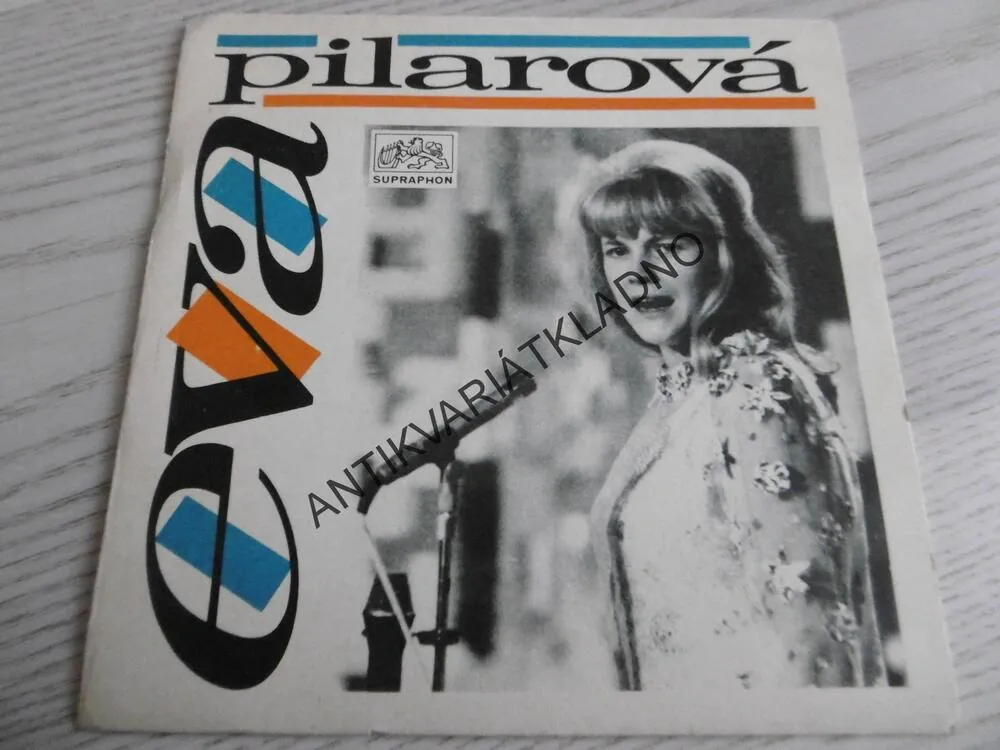 pilarová
eva
SUPRAPHON
ANTIKVARIÁTKLADNO